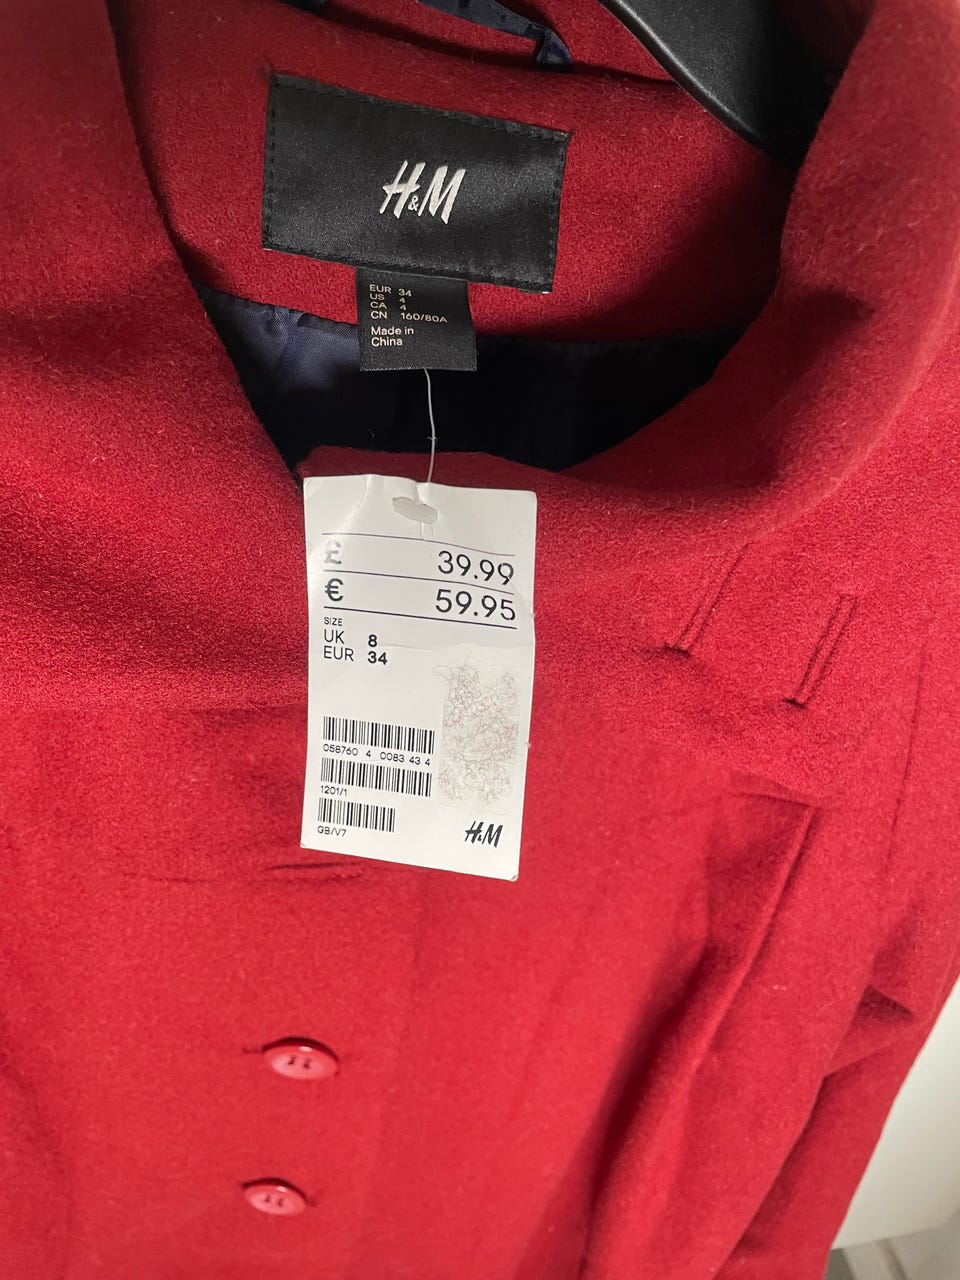 H&M
EUR 34
US 4
CA 4
CN 160/80A
Made in
China
£ 39.99
€ 59.95
SIZE
UK 8
EUR 34
058760 4 0083 43 4
1201/1
GB/V7
H&M